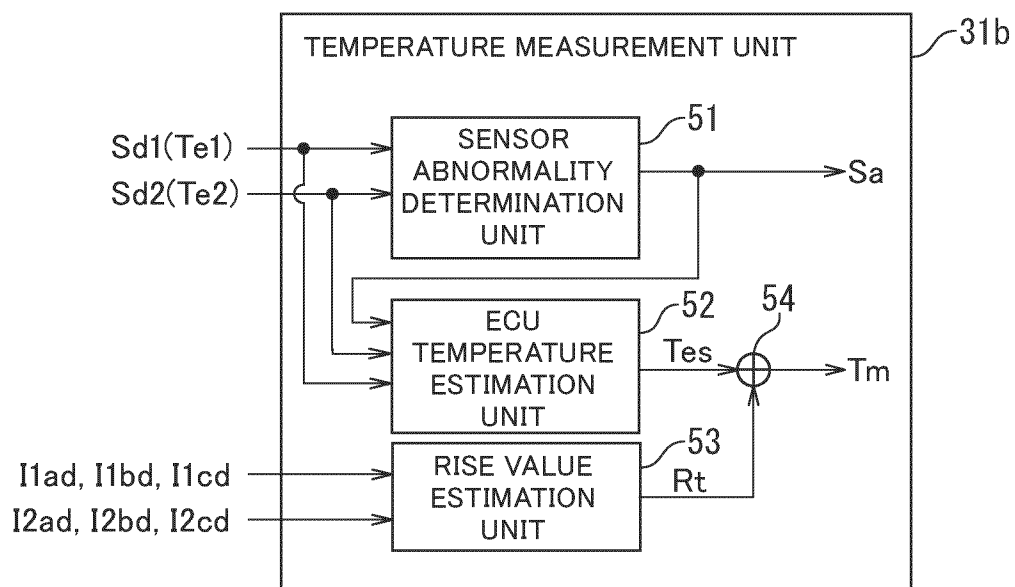 TEMPERATURE MEASUREMENT UNIT
31b
Sd1(Te1)
Sd2(Te2)
SENSOR
ABNORMALITY
DETERMINATION
UNIT
51
Sa
ECU
TEMPERATURE
ESTIMATION
UNIT
52
Tes
54
Tm
I1ad, I1bd, I1cd
I2ad, I2bd, I2cd
RISE VALUE
ESTIMATION
UNIT
53
Rt